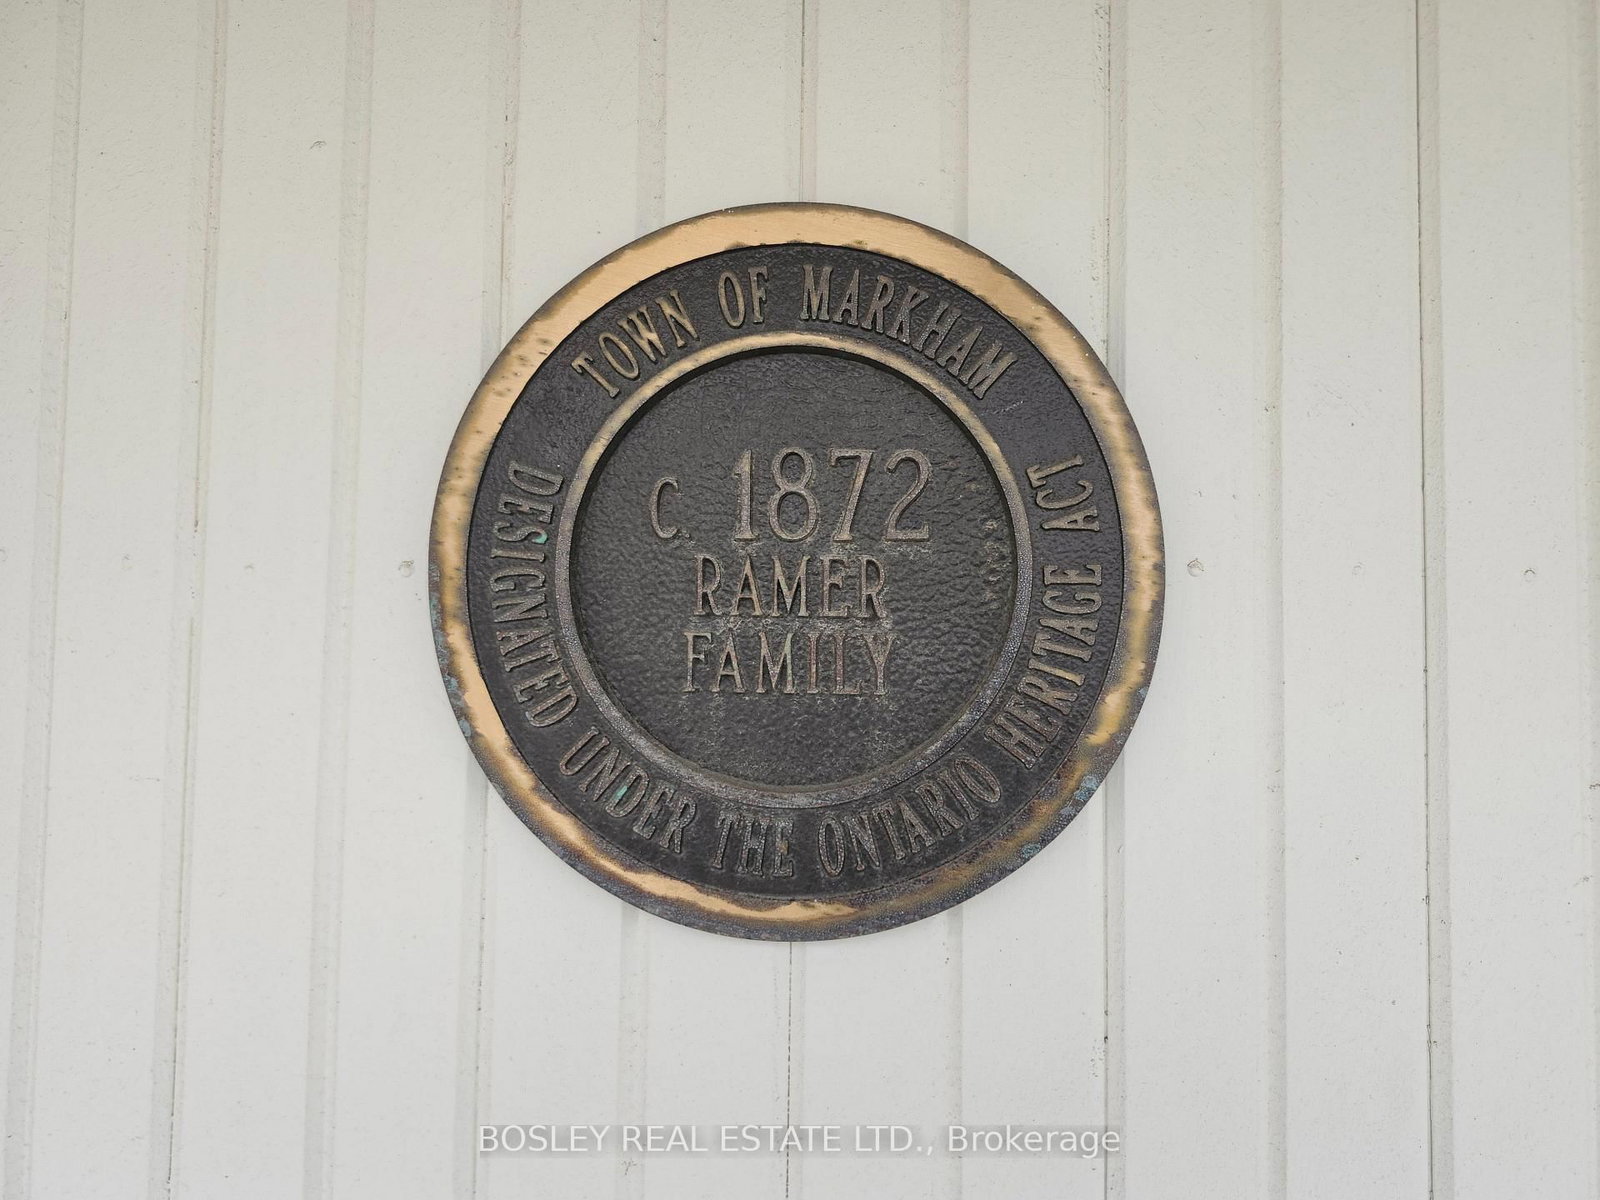 TOWN OF MARKHAM
C. 1872
RAMER
FAMILY
DESIGNATED UNDER THE ONTARIO HERITAGE ACT
BOSLEY REAL ESTATE LTD., Brokerage